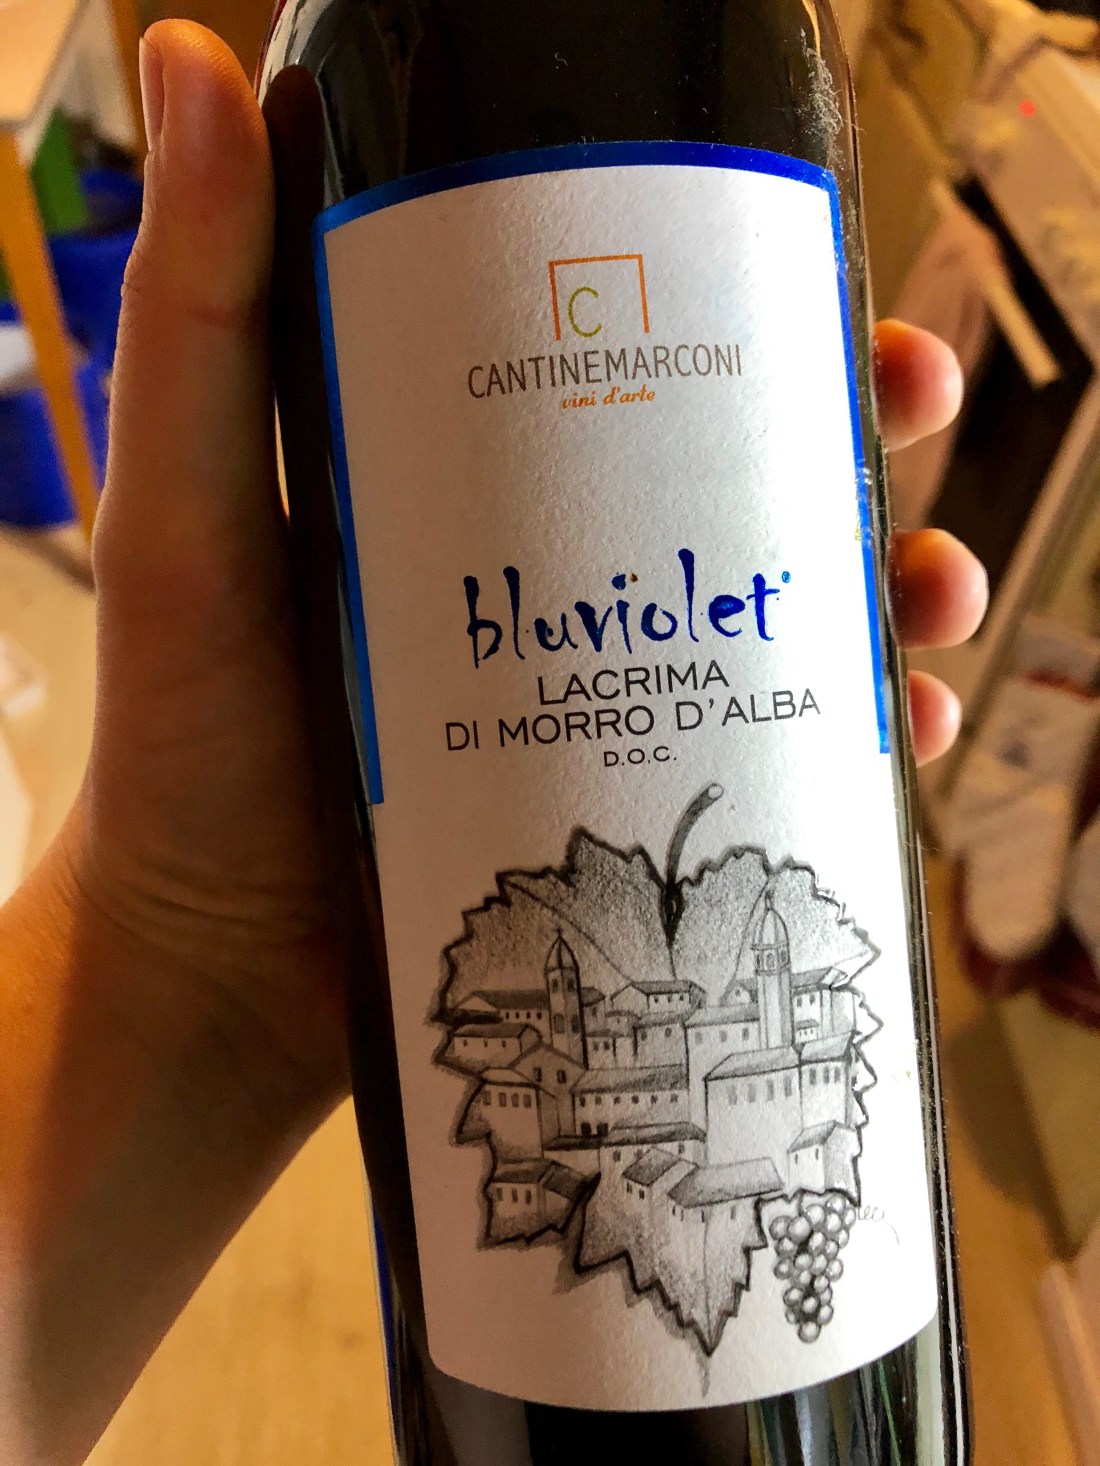 C
CANTINEMARCONI
vini d'arte
bluviolet
LACRIMA
DI MORRO D'ALBA
D.O.C.